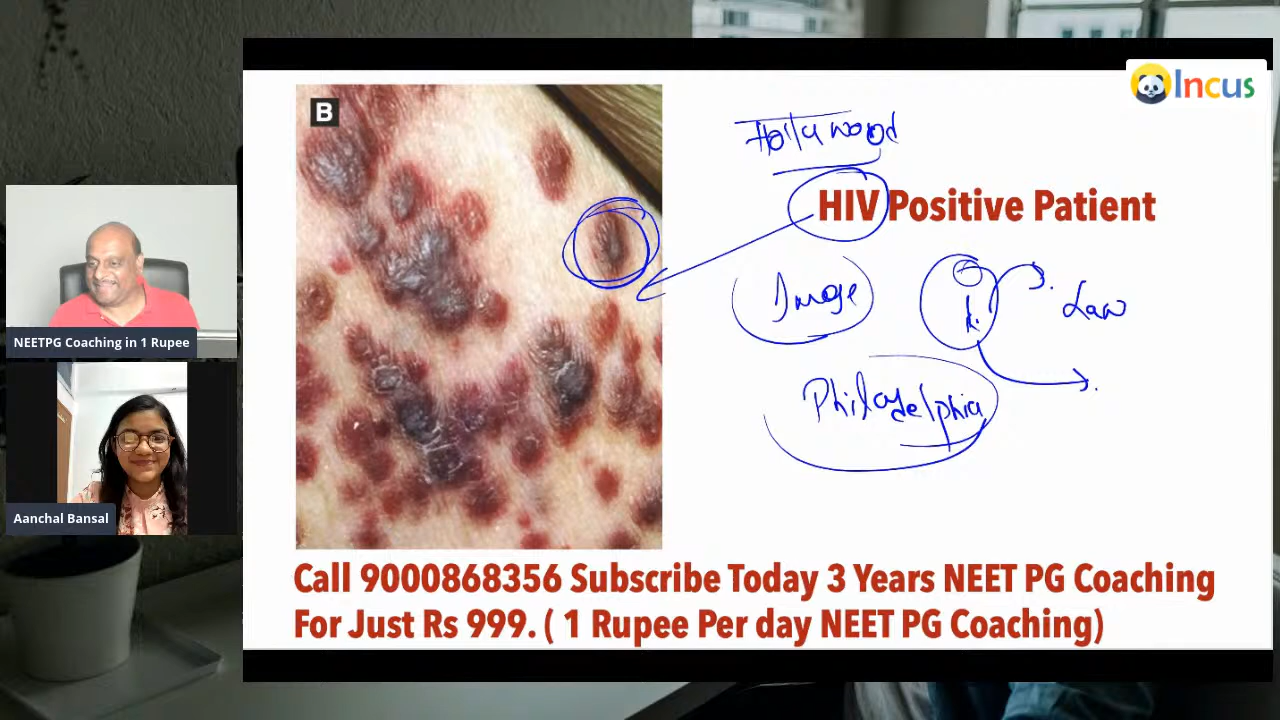 Incus
B
Hollywood
HIV Positive Patient
Image
Law
Philadelphia
NEETPG Coaching in 1 Rupee
Aanchal Bansal
Call 9000868356 Subscribe Today 3 Years NEET PG Coaching
For Just Rs 999. ( 1 Rupee Per day NEET PG Coaching)